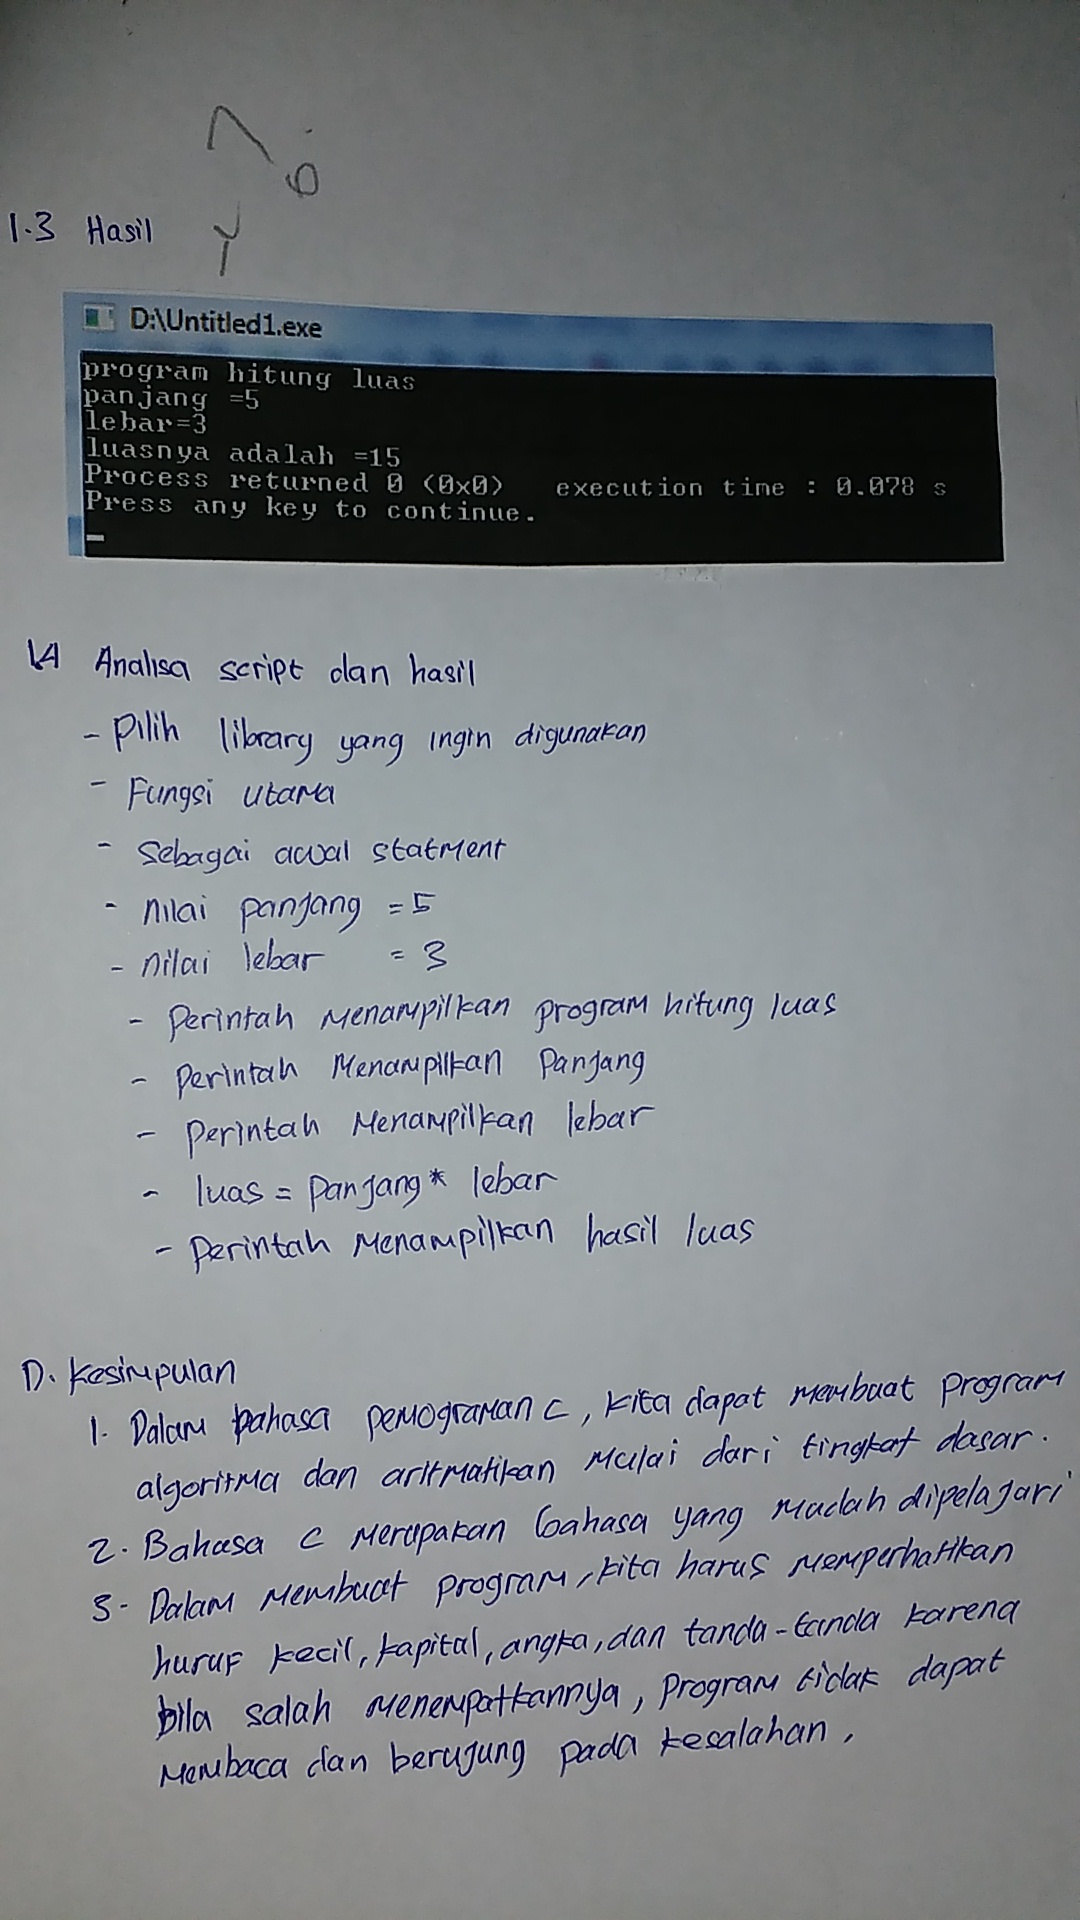 1.3 Hasil
D:\Untitled1.exe
program hitung luas
panjang =5
lebar=3
luasnya adalah =15
Process returned 0 (0x0)   execution time : 0.078 s
Press any key to continue.
1.4 Analisa script dan hasil
- Pilih library yang ingin digunakan
- Fungsi utama
- Sebagai awal statment
- nilai panjang = 5
- nilai lebar = 3
- Perintah Menampilkan program hitung luas
- Perintah Menampilkan Panjang
- Perintah Menampilkan lebar
- luas = Panjang * lebar
- Perintah Menampilkan hasil luas
D. Kesimpulan
1. Dalam bahasa pemograman C, kita dapat membuat program
algoritma dan aritmatikan mulai dari tingkat dasar.
2. Bahasa C merupakan bahasa yang mudah dipelajari
3. Dalam Membuat program, kita harus memperhatikan
huruf kecil, kapital, angka, dan tanda-tanda karena
bila salah menempatkannya, Program tidak dapat
Membaca dan berujung pada kesalahan.